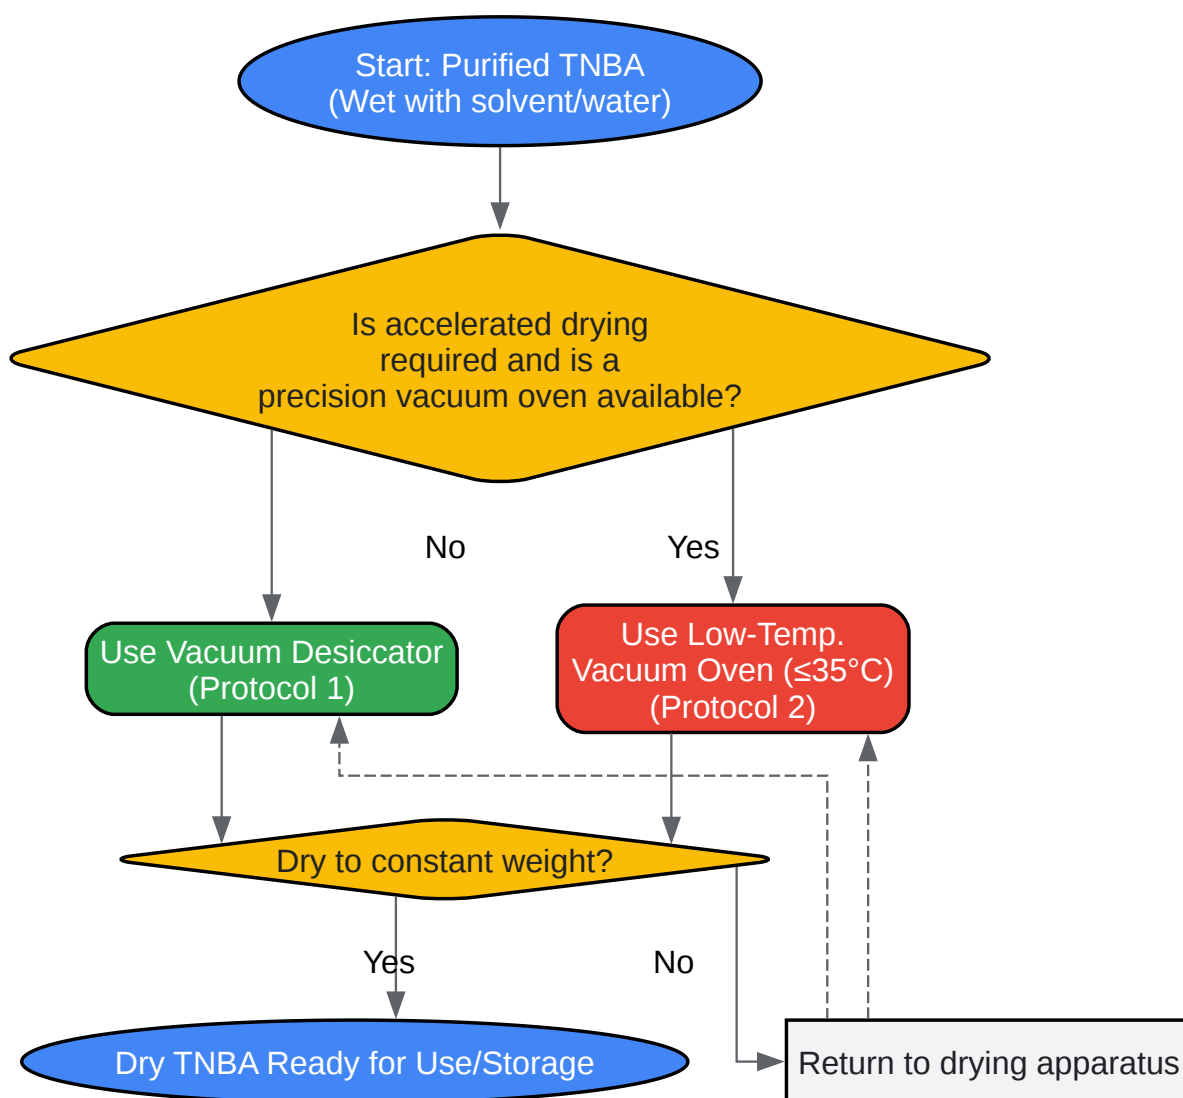 Start: Purified TNBA
(Wet with solvent/water)
Is accelerated drying
required and is a
precision vacuum oven available?
No
Yes
Use Vacuum Desiccator
(Protocol 1)
Use Low-Temp.
Vacuum Oven (≤35°C)
(Protocol 2)
Dry to constant weight?
Yes
No
Dry TNBA Ready for Use/Storage
Return to drying apparatus